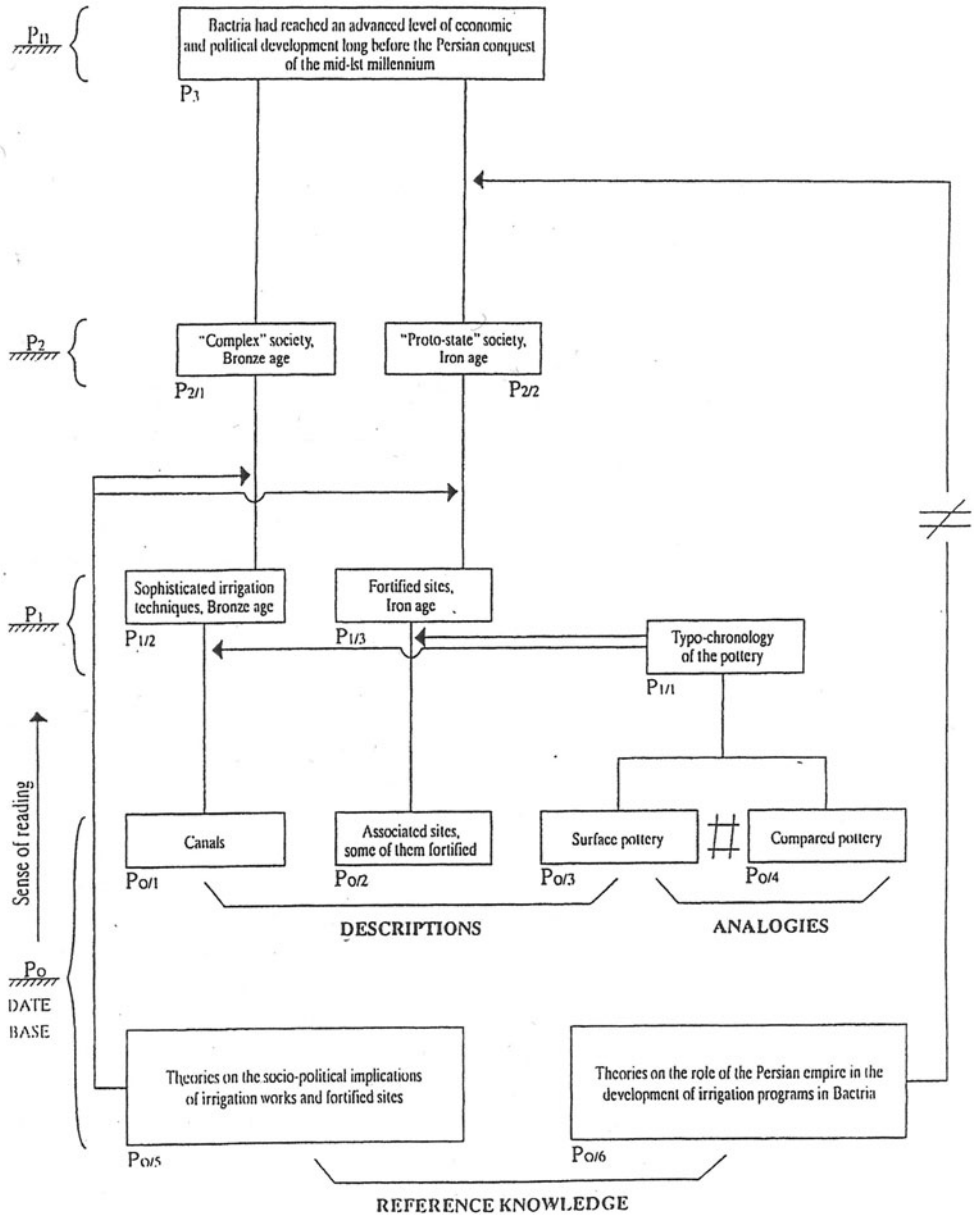 Pn
Bactria had reached an advanced level of economic
and political development long before the Persian conquest
of the mid-Ist millennium
P3
P2
"Complex" society,
Bronze age
P2/1
"Proto-state" society,
Iron age
P2/2
P1
Sophisticated irrigation
techniques, Bronze age
P1/2
Fortified sites,
Iron age
P1/3
Typo-chronology
of the pottery
P1/1
Sense of reading
Canals
PO/1
Associated sites,
some of them fortified
PO/2
Surface pottery
PO/3
#
Compared pottery
PO/4
DESCRIPTIONS
ANALOGIES
PO
DATE
BASE
Theories on the socio-political implications
of irrigation works and fortified sites
PO/5
Theories on the role of the Persian empire in the
development of irrigation programs in Bactria
PO/6
REFERENCE KNOWLEDGE